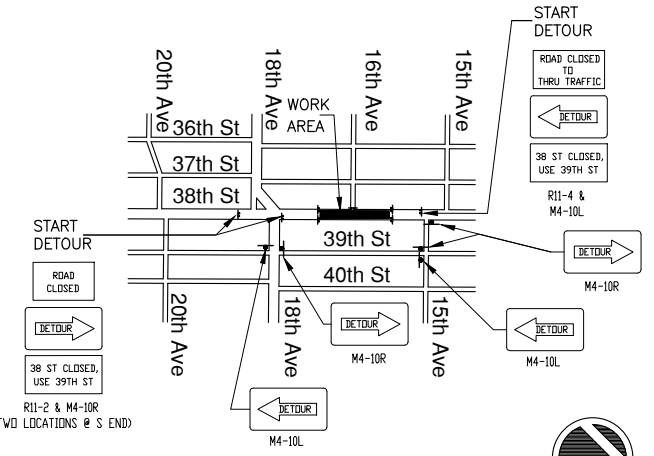 START
DETOUR
ROAD CLOSED
TO
THRU TRAFFIC
DETOUR
38 ST CLOSED,
USE 39TH ST
R11-4 &
M4-10L
20th Ave
18th Ave
WORK
AREA
16th Ave
15th Ave
36th St
37th St
38th St
39th St
40th St
START
DETOUR
ROAD
CLOSED
DETOUR
38 ST CLOSED,
USE 39TH ST
R11-2 & M4-10R
TWO LOCATIONS @ S END)
20th Ave
18th Ave
15th Ave
DETOUR
M4-10R
DETOUR
M4-10R
DETOUR
M4-10L
DETOUR
M4-10L